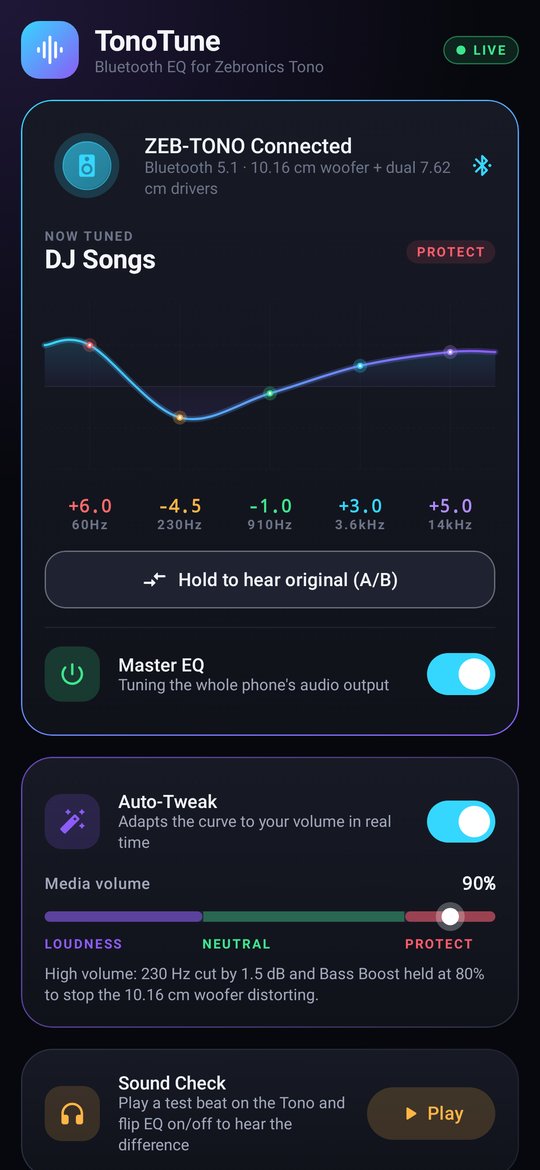 TonoTune
Bluetooth EQ for Zebronics Tono
LIVE
ZEB-TONO Connected
Bluetooth 5.1 · 10.16 cm woofer + dual 7.62
cm drivers
NOW TUNED
DJ Songs
PROTECT
+6.0 -4.5 -1.0 +3.0 +5.0
60Hz 230Hz 910Hz 3.6kHz 14kHz
Hold to hear original (A/B)
Master EQ
Tuning the whole phone's audio output
Auto-Tweak
Adapts the curve to your volume in real
time
Media volume 90%
LOUDNESS NEUTRAL PROTECT
High volume: 230 Hz cut by 1.5 dB and Bass Boost held at 80%
to stop the 10.16 cm woofer distorting.
Sound Check
Play a test beat on the Tono and
flip EQ on/off to hear the
difference
Play